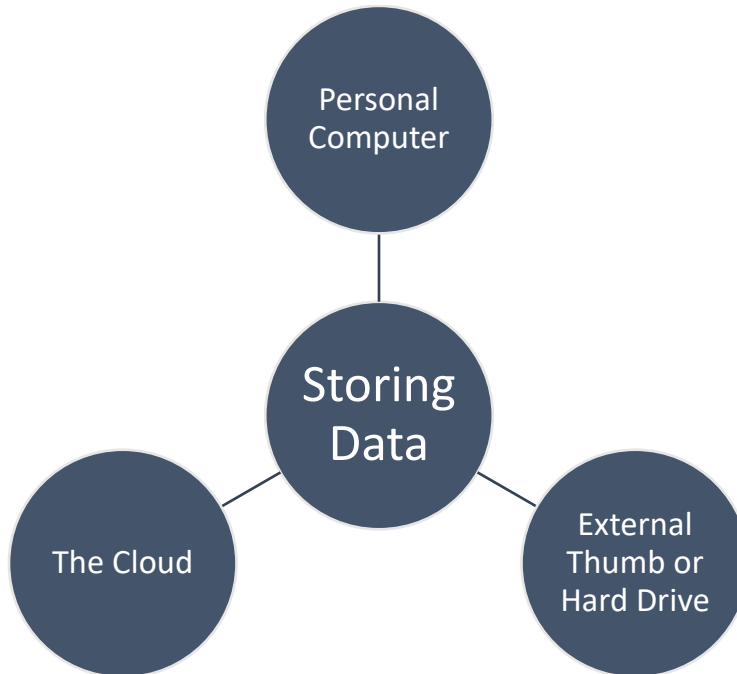 Personal
Computer
Storing
Data
The Cloud
External
Thumb or
Hard Drive